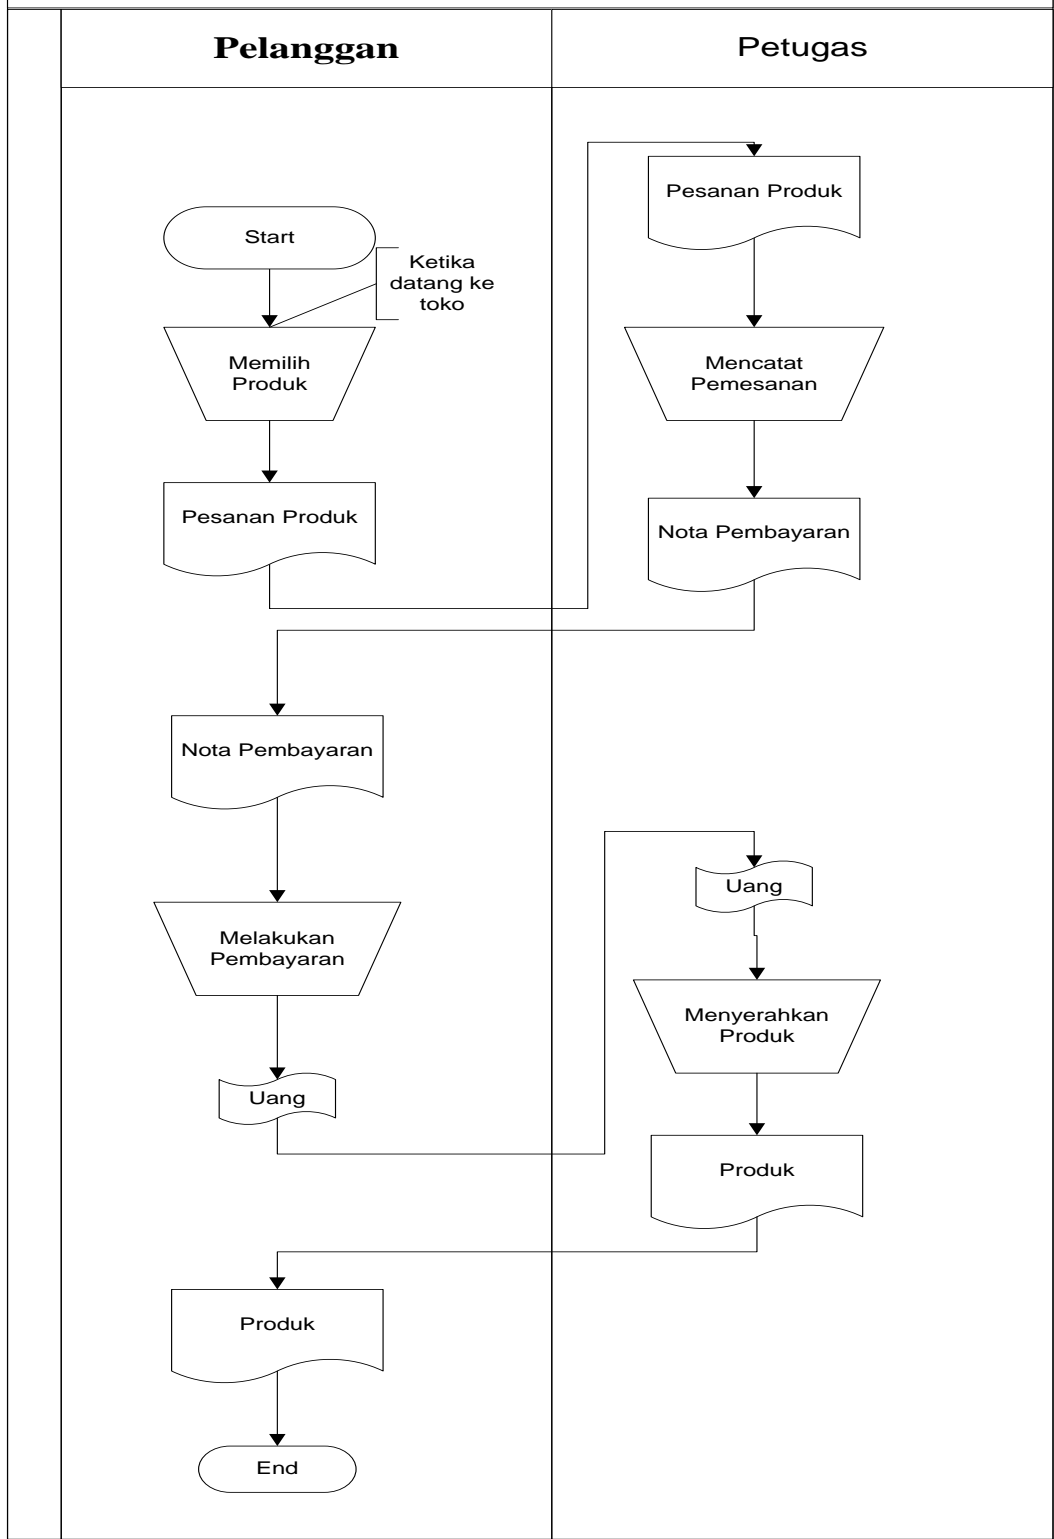 Pelanggan
Petugas
Start
Ketika
datang ke
toko
Memilih
Produk
Pesanan Produk
Pesanan Produk
Mencatat
Pemesanan
Nota Pembayaran
Nota Pembayaran
Melakukan
Pembayaran
Uang
Uang
Menyerahkan
Produk
Produk
Produk
End